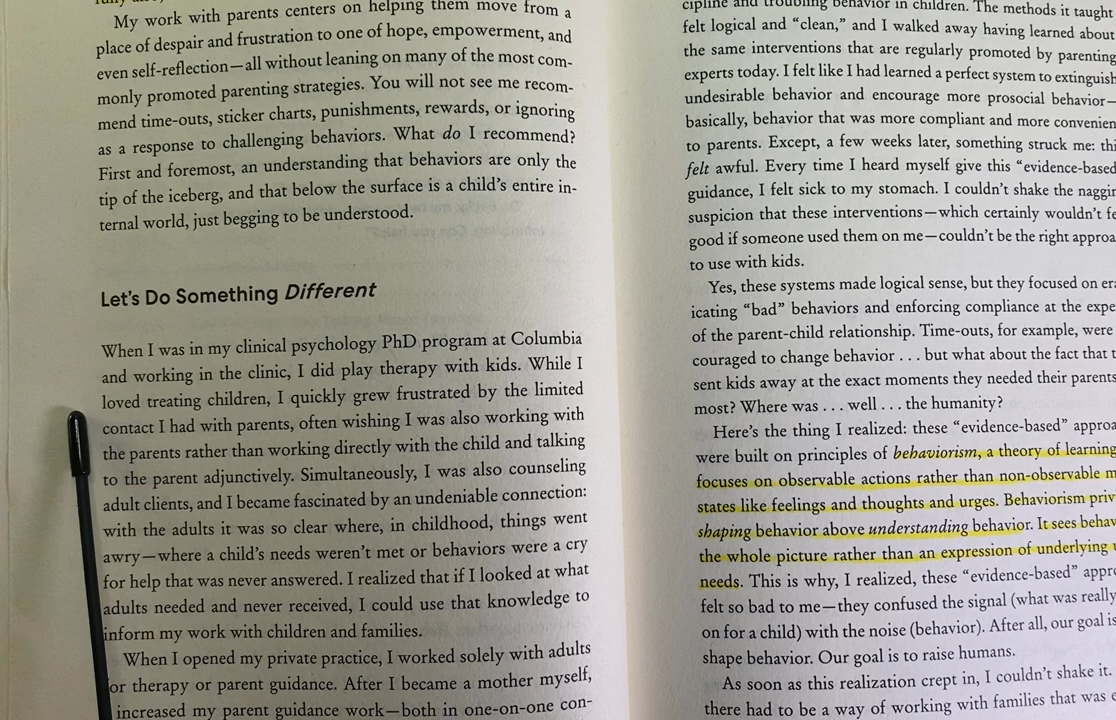 My work with parents centers on helping them move from a
place of despair and frustration to one of hope, empowerment, and
even self-reflection—all without leaning on many of the most com-
monly promoted parenting strategies. You will not see me recom-
mend time-outs, sticker charts, punishments, rewards, or ignoring
as a response to challenging behaviors. What do I recommend?
First and foremost, an understanding that behaviors are only the
tip of the iceberg, and that below the surface is a child's entire in-
ternal world, just begging to be understood.
Let's Do Something Different
When I was in my clinical psychology PhD program at Columbia
and working in the clinic, I did play therapy with kids. While I
loved treating children, I quickly grew frustrated by the limited
contact I had with parents, often wishing I was also working with
the parents rather than working directly with the child and talking
to the parent adjunctively. Simultaneously, I was also counseling
adult clients, and I became fascinated by an undeniable connection:
with the adults it was so clear where, in childhood, things went
awry—where a child's needs weren't met or behaviors were a cry
for help that was never answered. I realized that if I looked at what
adults needed and never received, I could use that knowledge to
inform my work with children and families.
When I opened my private practice, I worked solely with adults
or therapy or parent guidance. After I became a mother myself,
increased my parent guidance work—both in one-on-one con-
cipline and troubling behavior in children. The methods it taught
felt logical and “clean,” and I walked away having learned about
the same interventions that are regularly promoted by parenting
experts today. I felt like I had learned a perfect system to extinguish
undesirable behavior and encourage more prosocial behavior—
basically, behavior that was more compliant and more convenien
to parents. Except, a few weeks later, something struck me: thi
felt awful. Every time I heard myself give this “evidence-based
guidance, I felt sick to my stomach. I couldn't shake the naggin
suspicion that these interventions—which certainly wouldn't fe
good if someone used them on me—couldn't be the right approa
to use with kids.
Yes, these systems made logical sense, but they focused on era
icating “bad” behaviors and enforcing compliance at the expe
of the parent-child relationship. Time-outs, for example, were
couraged to change behavior . . . but what about the fact that t
sent kids away at the exact moments they needed their parents
most? Where was . . . well . . . the humanity?
Here's the thing I realized: these “evidence-based” approa
were built on principles of behaviorism, a theory of learning
focuses on observable actions rather than non-observable m
states like feelings and thoughts and urges. Behaviorism priv
shaping behavior above understanding behavior. It sees behav
the whole picture rather than an expression of underlying u
needs. This is why, I realized, these “evidence-based” appro
felt so bad to me—they confused the signal (what was really
on for a child) with the noise (behavior). After all, our goal is
shape behavior. Our goal is to raise humans.
As soon as this realization crept in, I couldn't shake it.
there had to be a way of working with families that was e